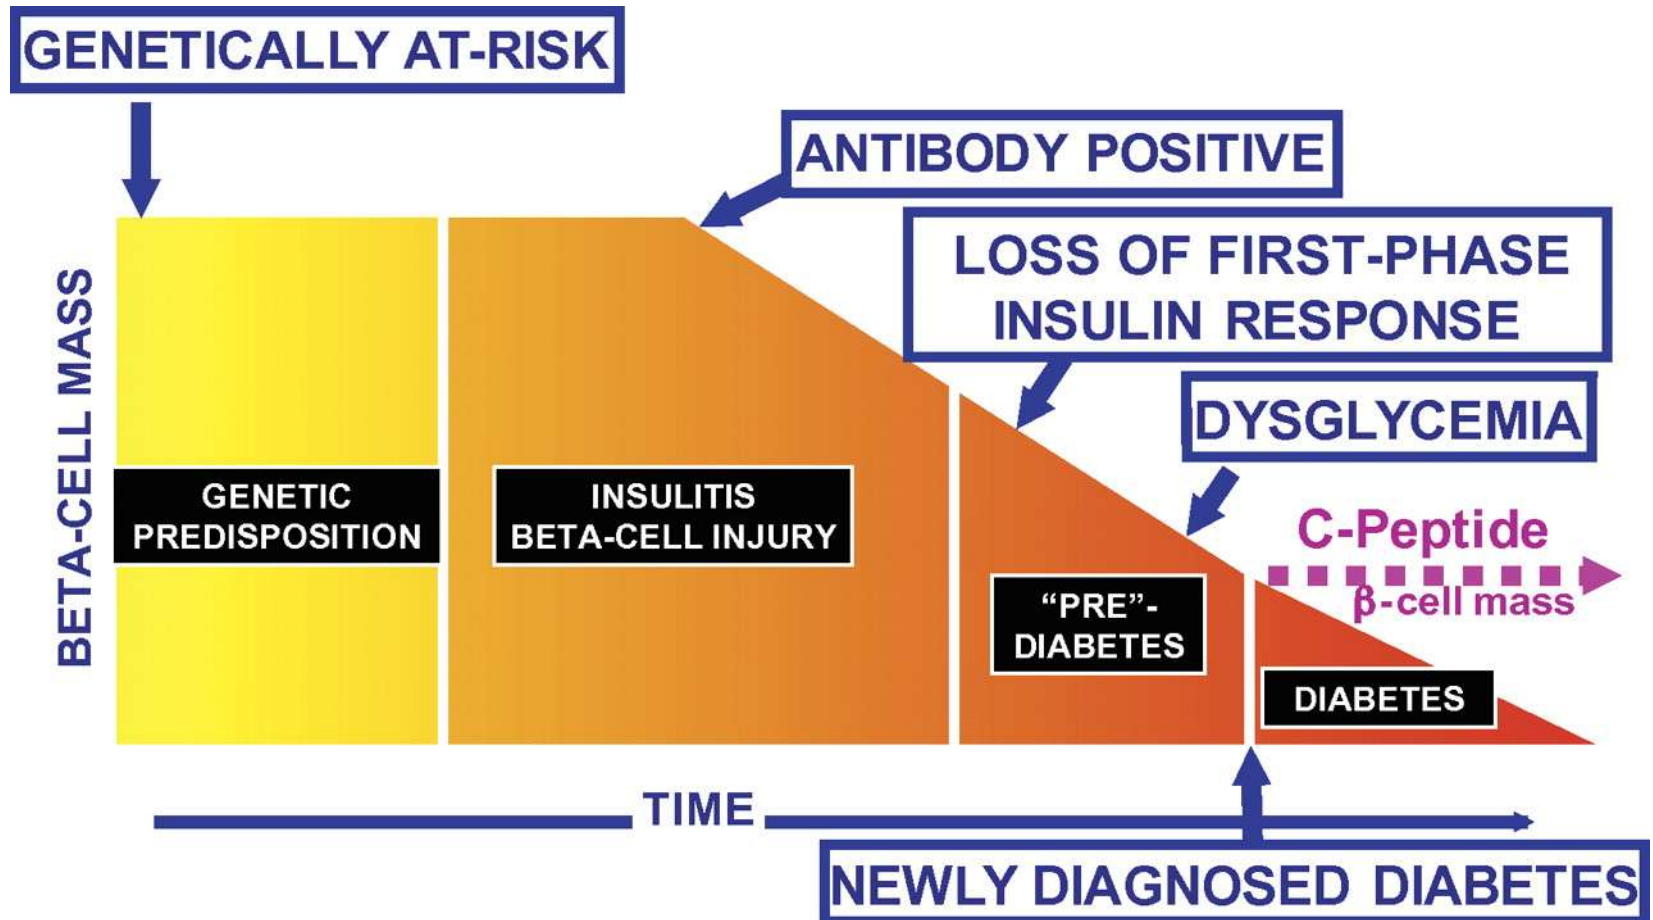 GENETICALLY AT-RISK
ANTIBODY POSITIVE
LOSS OF FIRST-PHASE
INSULIN RESPONSE
DYSGLYCEMIA
BETA-CELL MASS
GENETIC
PREDISPOSITION
INSULITIS
BETA-CELL INJURY
“PRE”-
DIABETES
C-Peptide
β-cell mass
DIABETES
TIME
NEWLY DIAGNOSED DIABETES